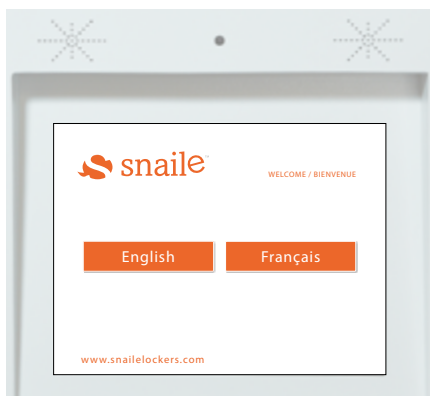 snaile
WELCOME / BIENVENUE
English
Français
www.snailelockers.com